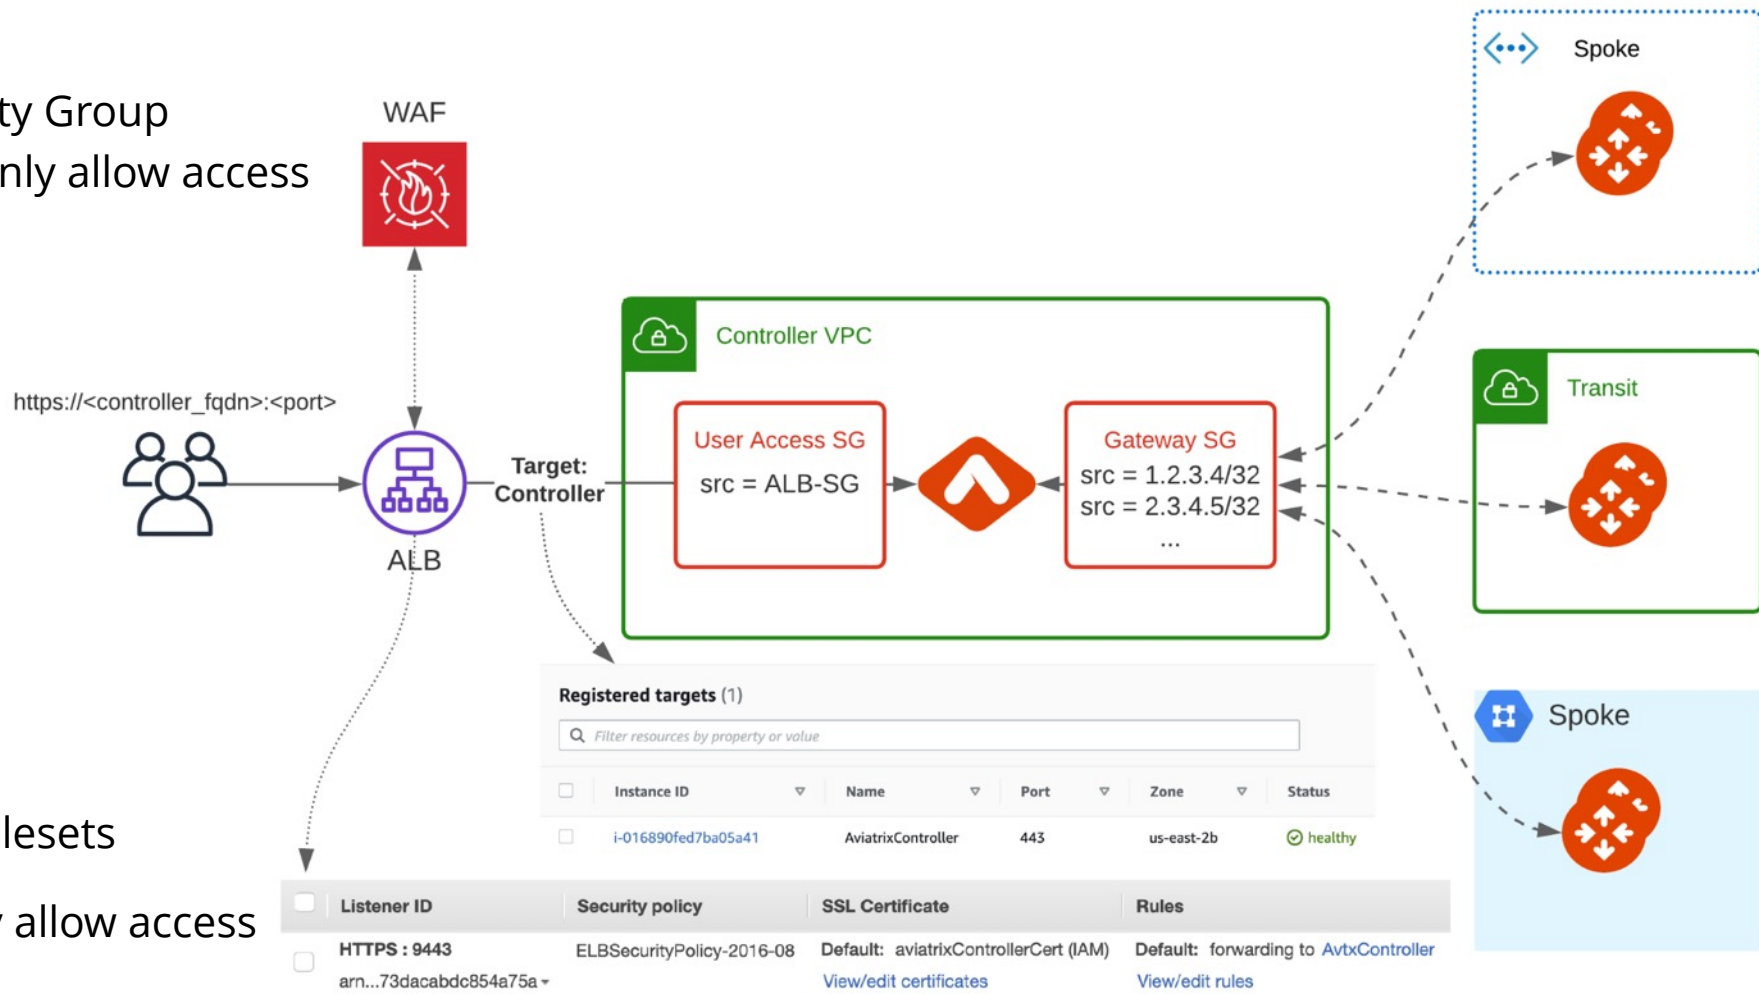 ty Group
nly allow access
WAF
Spoke
Controller VPC
https://<controller_fqdn>:<port>
User Access SG
src = ALB-SG
Gateway SG
src = 1.2.3.4/32
src = 2.3.4.5/32
...
Target:
Controller
ALB
Transit
Spoke
Registered targets (1)
Filter resources by property or value
Instance ID Name Port Zone Status
i-016890fed7ba05a41 AviatrixController 443 us-east-2b healthy
lesets
allow access
Listener ID Security policy SSL Certificate Rules
HTTPS : 9443 ELBSecurityPolicy-2016-08 Default: aviatrixControllerCert (IAM) Default: forwarding to AvtxController
arn...73dacabdc854a75a View/edit certificates View/edit rules